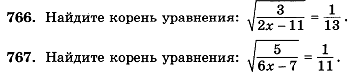 766. Найдите корень уравнения: √(3/(2x − 11)) = 1/13.
767. Найдите корень уравнения: √(5/(6x − 7)) = 1/11.